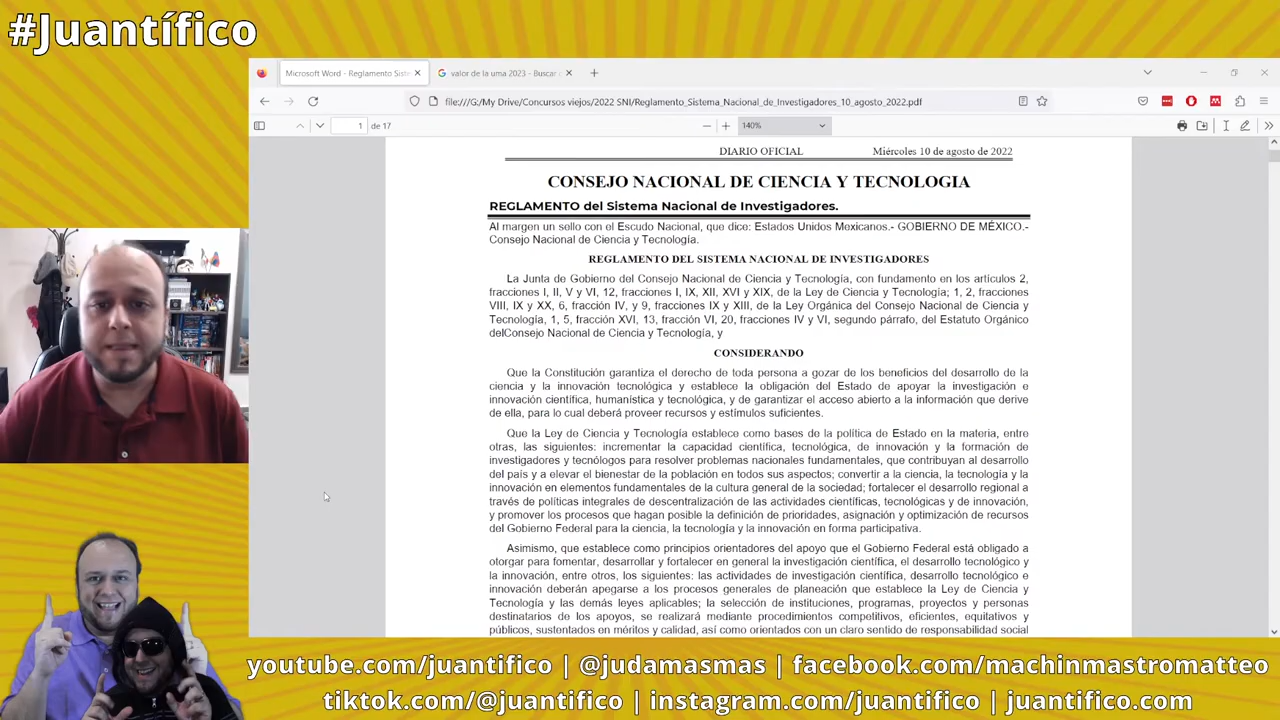 #Juantífico
Microsoft Word - Reglamento Siste
valor de la uma 2023 - Buscar
file:///G:/My Drive/Concursos viejos/2022 SNI/Reglamento_Sistema_Nacional_de_Investigadores_10_agosto_2022.pdf
1 de 17
140%
DIARIO OFICIAL Miércoles 10 de agosto de 2022
CONSEJO NACIONAL DE CIENCIA Y TECNOLOGIA
REGLAMENTO del Sistema Nacional de Investigadores.
Al margen un sello con el Escudo Nacional, que dice: Estados Unidos Mexicanos.- GOBIERNO DE MÉXICO.-
Consejo Nacional de Ciencia y Tecnología.
REGLAMENTO DEL SISTEMA NACIONAL DE INVESTIGADORES
La Junta de Gobierno del Consejo Nacional de Ciencia y Tecnología, con fundamento en los artículos 2,
fracciones I, II, V y VI, 12, fracciones I, IX, XII, XVI y XIX, de la Ley de Ciencia y Tecnología; 1, 2, fracciones
VIII, IX y XX, 6, fracción IV, y 9, fracciones IX y XIII, de la Ley Orgánica del Consejo Nacional de Ciencia y
Tecnología, 1, 5, fracción XVI, 13, fracción VI, 20, fracciones IV y VI, segundo párrafo, del Estatuto Orgánico
delConsejo Nacional de Ciencia y Tecnología, y
CONSIDERANDO
Que la Constitución garantiza el derecho de toda persona a gozar de los beneficios del desarrollo de la
ciencia y la innovación tecnológica y establece la obligación del Estado de apoyar la investigación e
innovación científica, humanística y tecnológica, y de garantizar el acceso abierto a la información que derive
de ella, para lo cual deberá proveer recursos y estímulos suficientes.
Que la Ley de Ciencia y Tecnología establece como bases de la política de Estado en la materia, entre
otras, las siguientes: incrementar la capacidad científica, tecnológica, de innovación y la formación de
investigadores y tecnólogos para resolver problemas nacionales fundamentales, que contribuyan al desarrollo
del país y a elevar el bienestar de la población en todos sus aspectos; convertir a la ciencia, la tecnología y la
innovación en elementos fundamentales de la cultura general de la sociedad; fortalecer el desarrollo regional a
través de políticas integrales de descentralización de las actividades científicas, tecnológicas y de innovación,
y promover los procesos que hagan posible la definición de prioridades, asignación y optimización de recursos
del Gobierno Federal para la ciencia, la tecnología y la innovación en forma participativa.
Asimismo, que establece como principios orientadores del apoyo que el Gobierno Federal está obligado a
otorgar para fomentar, desarrollar y fortalecer en general la investigación científica, el desarrollo tecnológico y
la innovación, entre otros, los siguientes: las actividades de investigación científica, desarrollo tecnológico e
innovación deberán apegarse a los procesos generales de planeación que establece la Ley de Ciencia y
Tecnología y las demás leyes aplicables; la selección de instituciones, programas, proyectos y personas
destinatarios de los apoyos, se realizará mediante procedimientos competitivos, eficientes, equitativos y
públicos, sustentados en méritos y calidad, así como orientados con un claro sentido de responsabilidad social
youtube.com/juantifico | @judamasmas | facebook.com/machinmastromatteo
tiktok.com/@juantifico | instagram.com/juantifico | juantifico.com